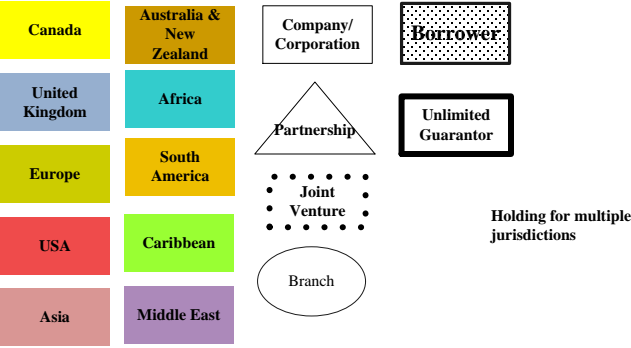 Canada
United
Kingdom
Europe
USA
Asia
Australia &
New
Zealand
Africa
South
America
Caribbean
Middle East
Company/
Corporation
Partnership
Joint
Venture
Branch
Borrower
Unlimited
Guarantor
Holding for multiple
jurisdictions